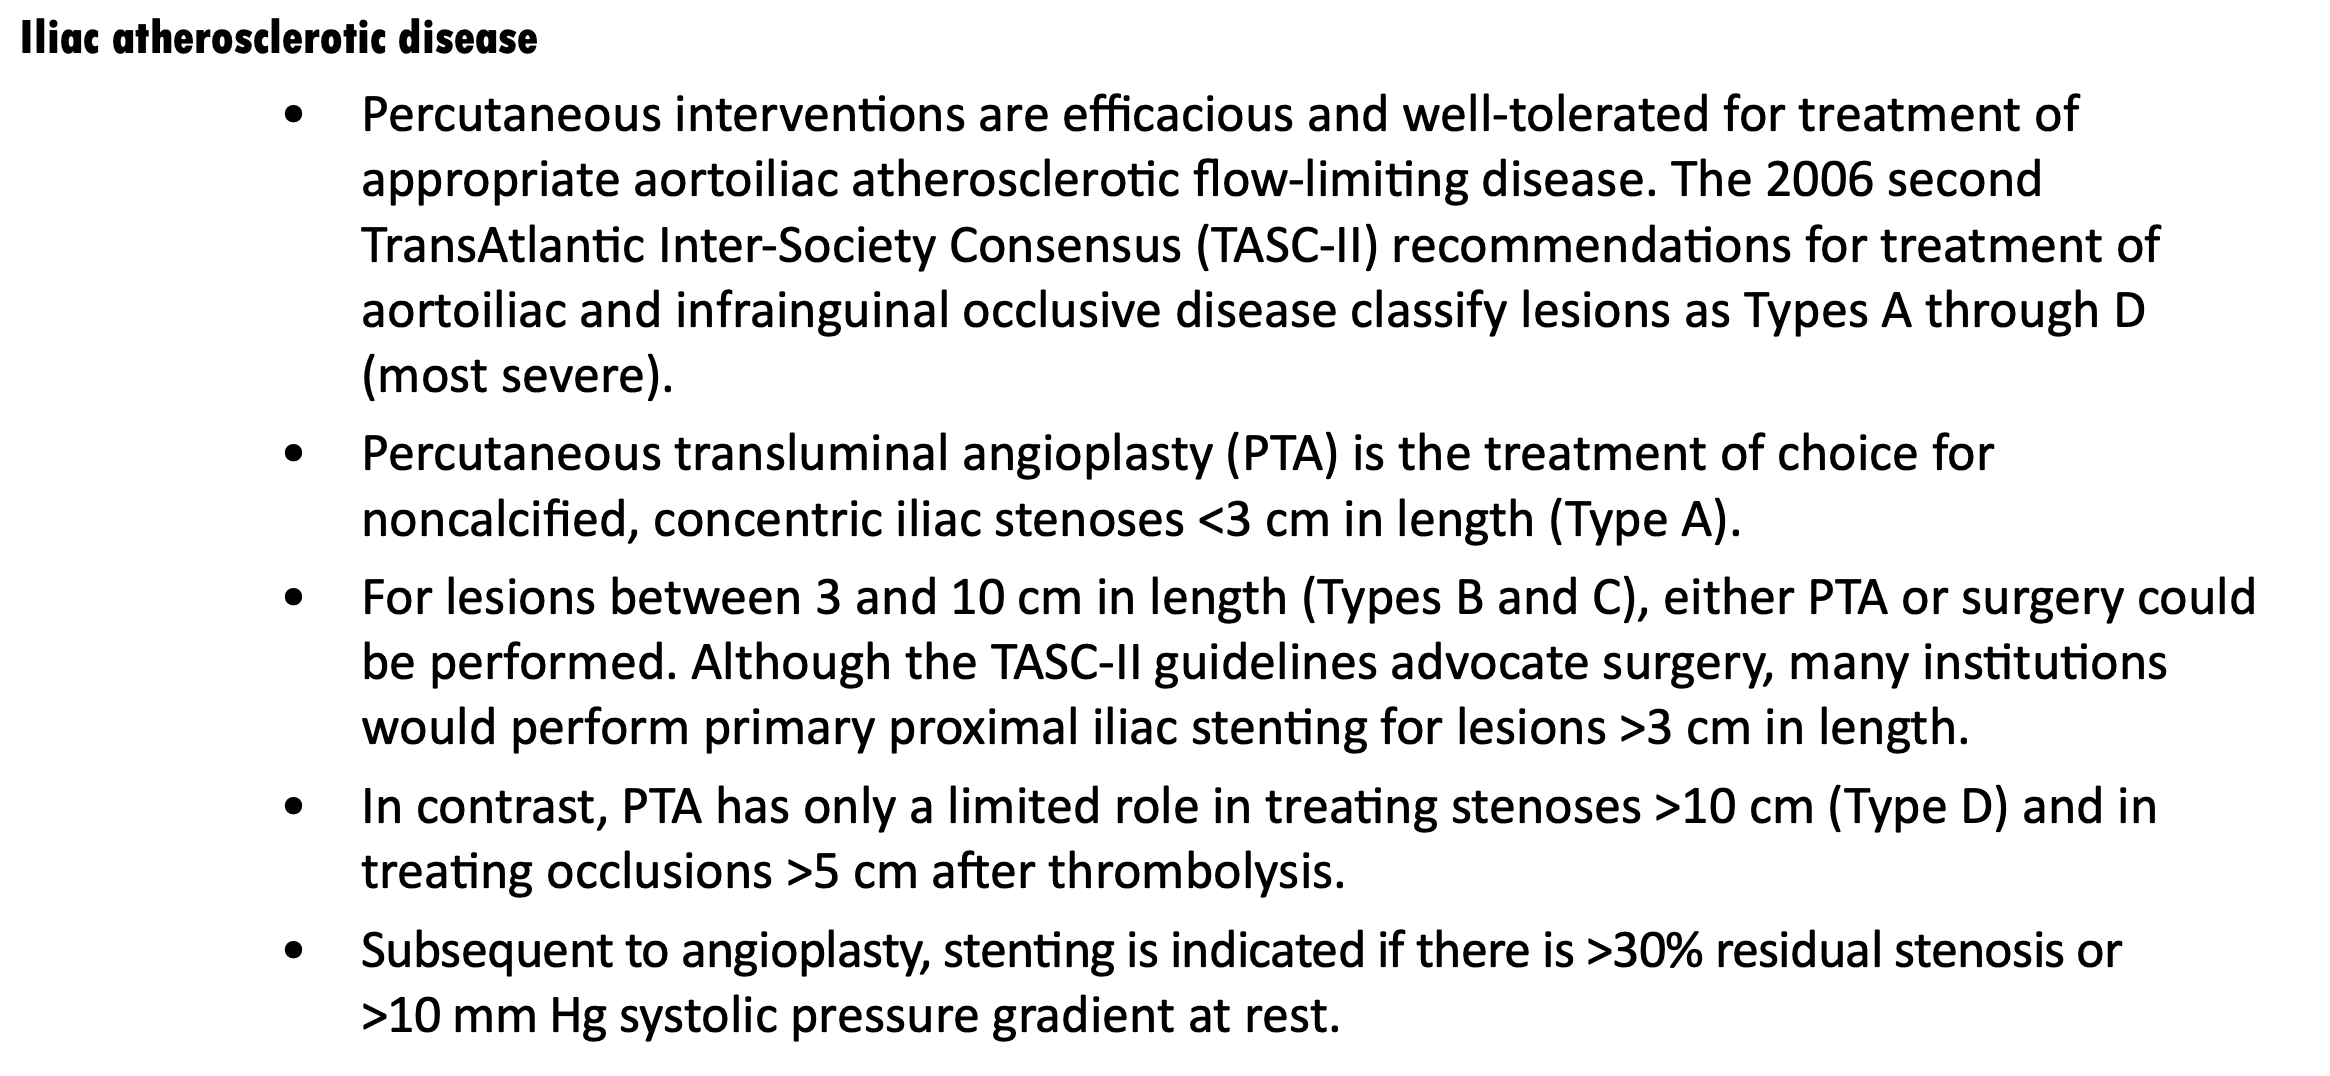 Iliac atherosclerotic disease
• Percutaneous interventions are efficacious and well-tolerated for treatment of
appropriate aortoiliac atherosclerotic flow-limiting disease. The 2006 second
TransAtlantic Inter-Society Consensus (TASC-II) recommendations for treatment of
aortoiliac and infrainguinal occlusive disease classify lesions as Types A through D
(most severe).
• Percutaneous transluminal angioplasty (PTA) is the treatment of choice for
noncalcified, concentric iliac stenoses <3 cm in length (Type A).
• For lesions between 3 and 10 cm in length (Types B and C), either PTA or surgery could
be performed. Although the TASC-II guidelines advocate surgery, many institutions
would perform primary proximal iliac stenting for lesions >3 cm in length.
• In contrast, PTA has only a limited role in treating stenoses >10 cm (Type D) and in
treating occlusions >5 cm after thrombolysis.
• Subsequent to angioplasty, stenting is indicated if there is >30% residual stenosis or
>10 mm Hg systolic pressure gradient at rest.